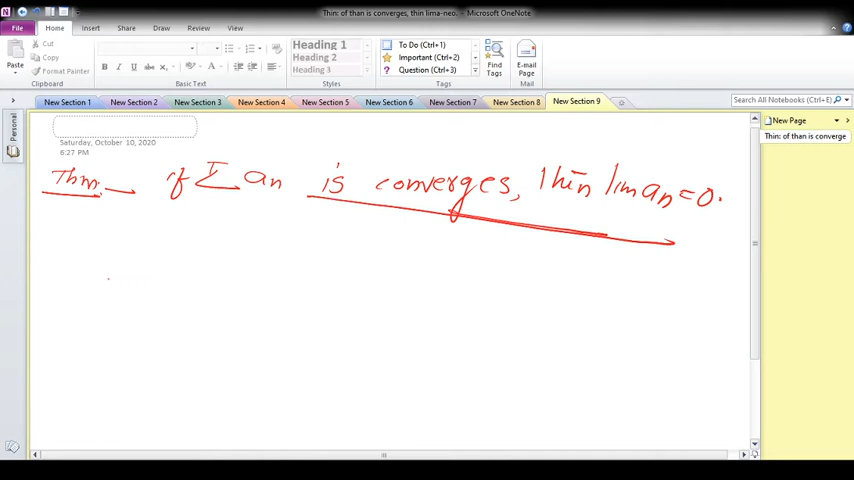 Thm: of than is converges, thin lima-neo. - Microsoft OneNote
File Home Insert Share Draw Review View
Cut
Copy
Format Painter
Paste
Clipboard
B I U abc
Basic Text
Heading 1
Heading 2
Heading 3
Styles
To Do (Ctrl+1)
Important (Ctrl+2)
Question (Ctrl+3)
Tags
Find Tags
E-mail Page
Mail
Personal
New Section 1 New Section 2 New Section 3 New Section 4 New Section 5 New Section 6 New Section 7 New Section 8 New Section 9
Search All Notebooks (Ctrl+E)
New Page
Thm: of than is converge
Saturday, October 10, 2020
6:27 PM
Thm: → if Σ an is converges, Thin lim an = 0.